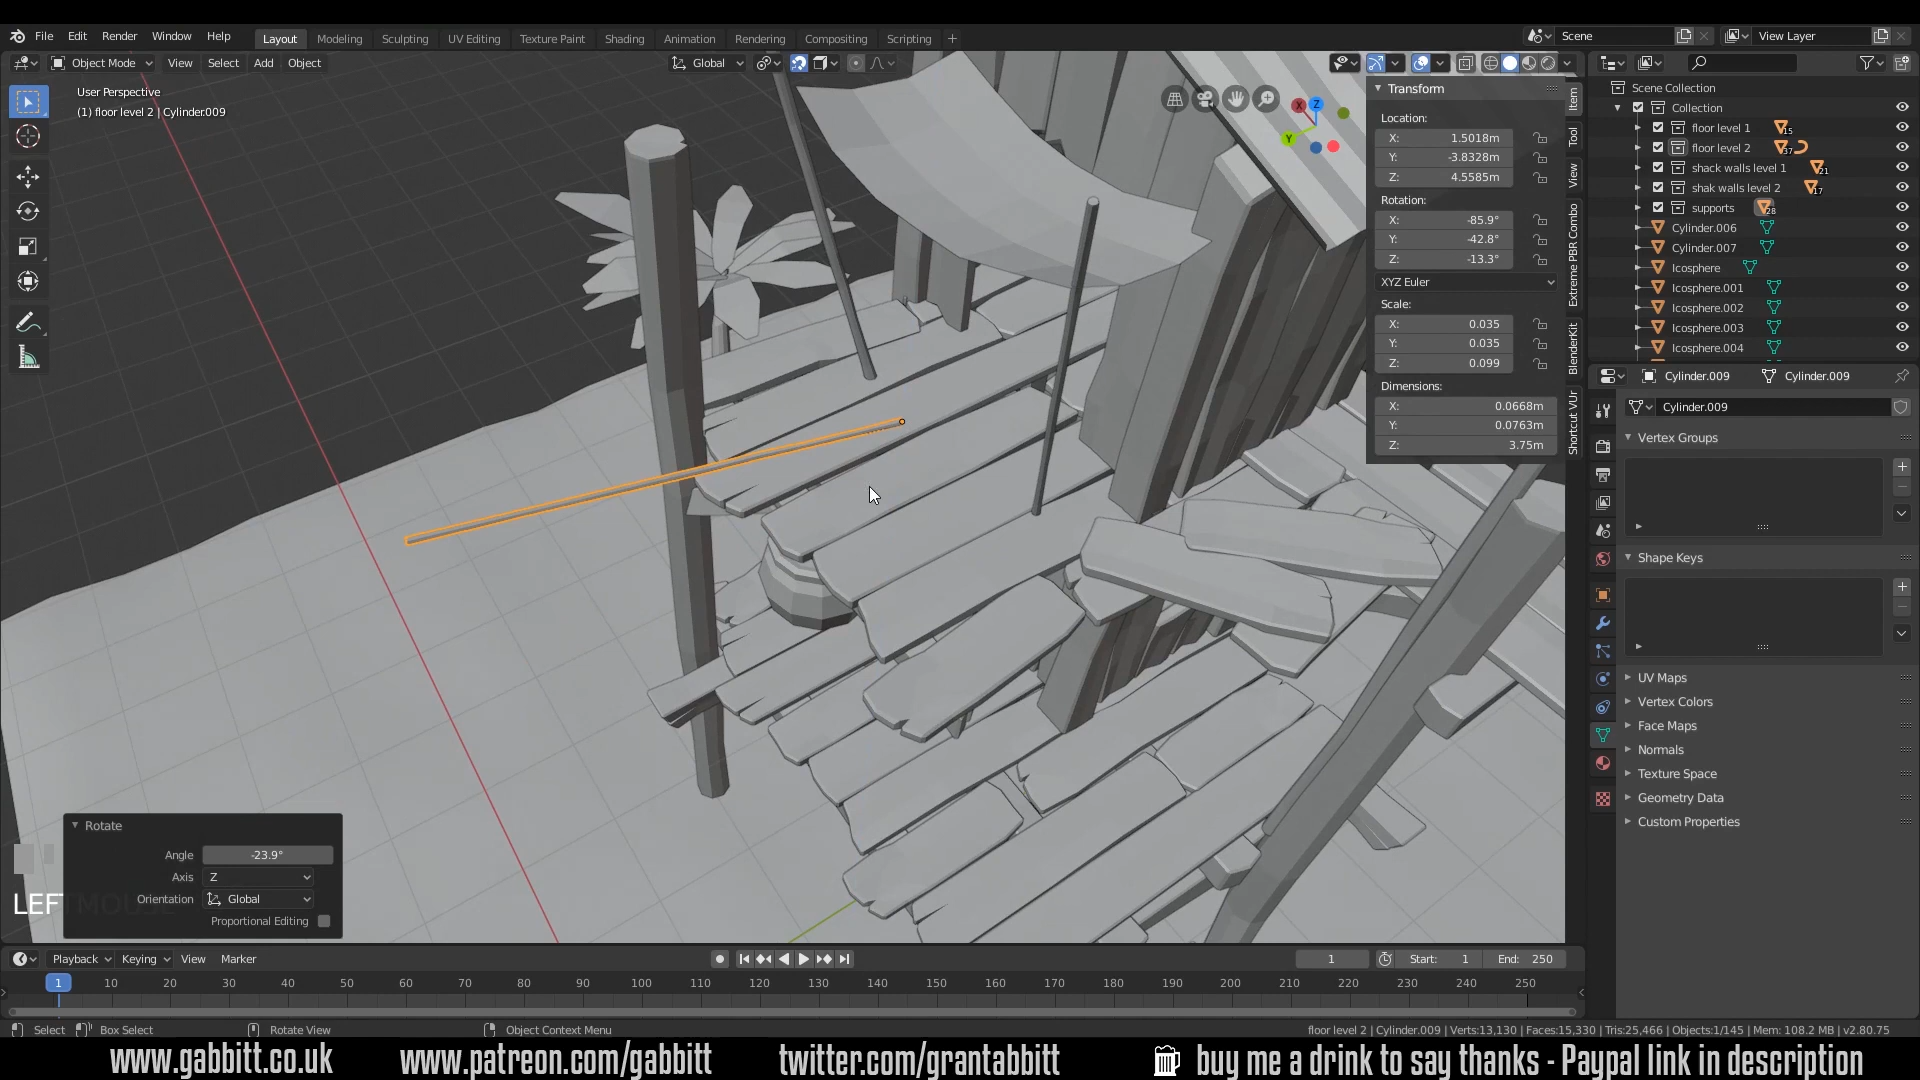 File Edit Render Window Help Layout Modeling Sculpting UV Editing Texture Paint Shading Animation Rendering Compositing Scripting Scene View Layer
Object Mode View Select Add Object Global
User Perspective
(1) floor level 2 | Cylinder.009
Transform
Location:
X: 1.5018m
Y: -3.8328m
Z: 4.5585m
Rotation:
X: -85.9°
Y: -42.8°
Z: -13.3°
XYZ Euler
Scale:
X: 0.035
Y: 0.035
Z: 0.099
Dimensions:
X: 0.0668m
Y: 0.0763m
Z: 3.75m
Item
Tool
View
Extreme PBR Combo
BlenderKit
Shortcut VUr
X
Y
Z
Scene Collection
Collection
floor level 1 15
floor level 2 37
shack walls level 1 21
shak walls level 2 17
supports 28
Cylinder.006
Cylinder.007
Icosphere
Icosphere.001
Icosphere.002
Icosphere.003
Icosphere.004
Cylinder.009 Cylinder.009
Cylinder.009
Vertex Groups
Shape Keys
UV Maps
Vertex Colors
Face Maps
Normals
Texture Space
Geometry Data
Custom Properties
Rotate
Angle -23.9°
Axis Z
Orientation Global
Proportional Editing
Playback Keying View Marker 1 Start: 1 End: 250
1 10 20 30 40 50 60 70 80 90 100 110 120 130 140 150 160 170 180 190 200 210 220 230 240 250
Select Box Select Rotate View Object Context Menu floor level 2 | Cylinder.009 | Verts:13,130 | Faces:15,330 | Tris:25,466 | Objects:1/145 | Mem: 108.2 MB | v2.80.75
www.gabbitt.co.uk www.patreon.com/gabbitt twitter.com/grantabbitt buy me a drink to say thanks - Paypal link in description